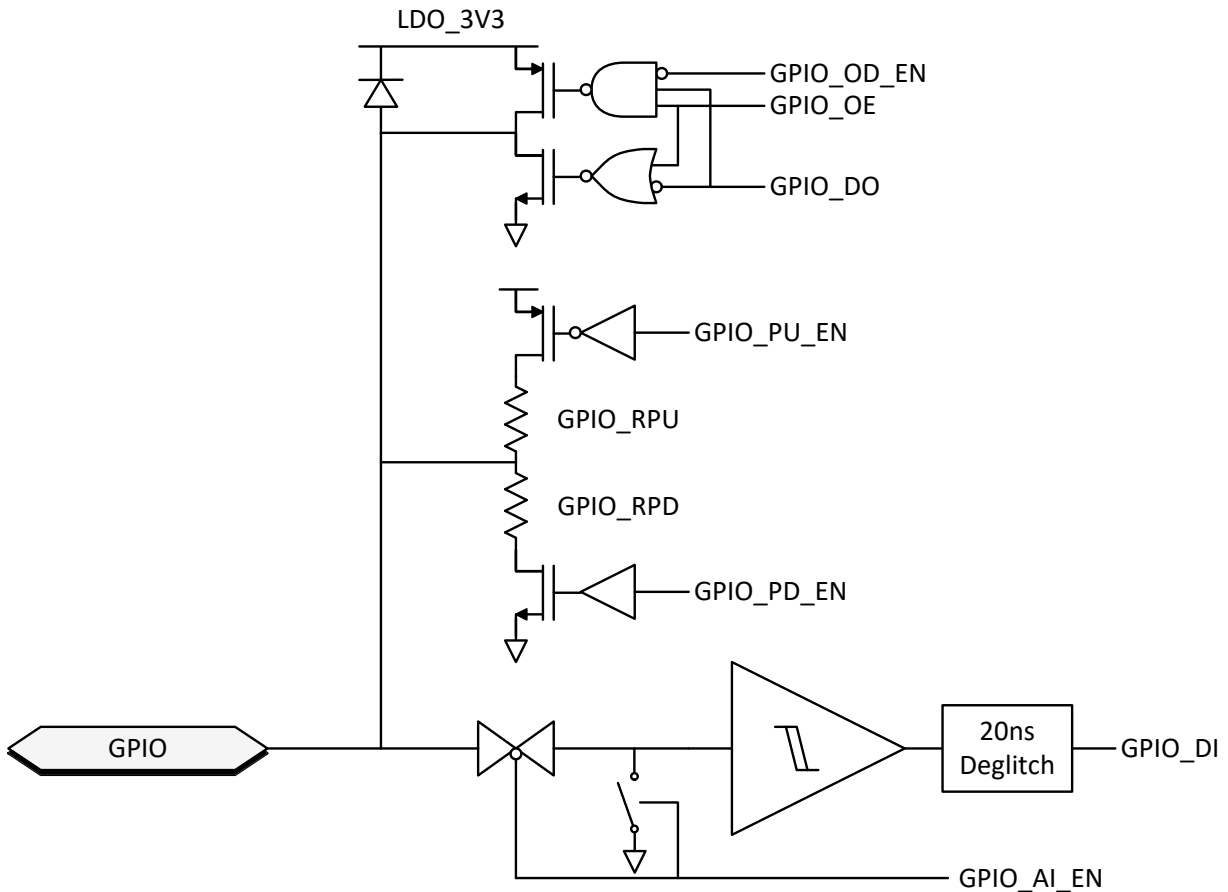 LDO_3V3
GPIO_OD_EN
GPIO_OE
GPIO_DO
GPIO_PU_EN
GPIO_RPU
GPIO_RPD
GPIO_PD_EN
GPIO
20ns
Deglitch
GPIO_DI
GPIO_AI_EN